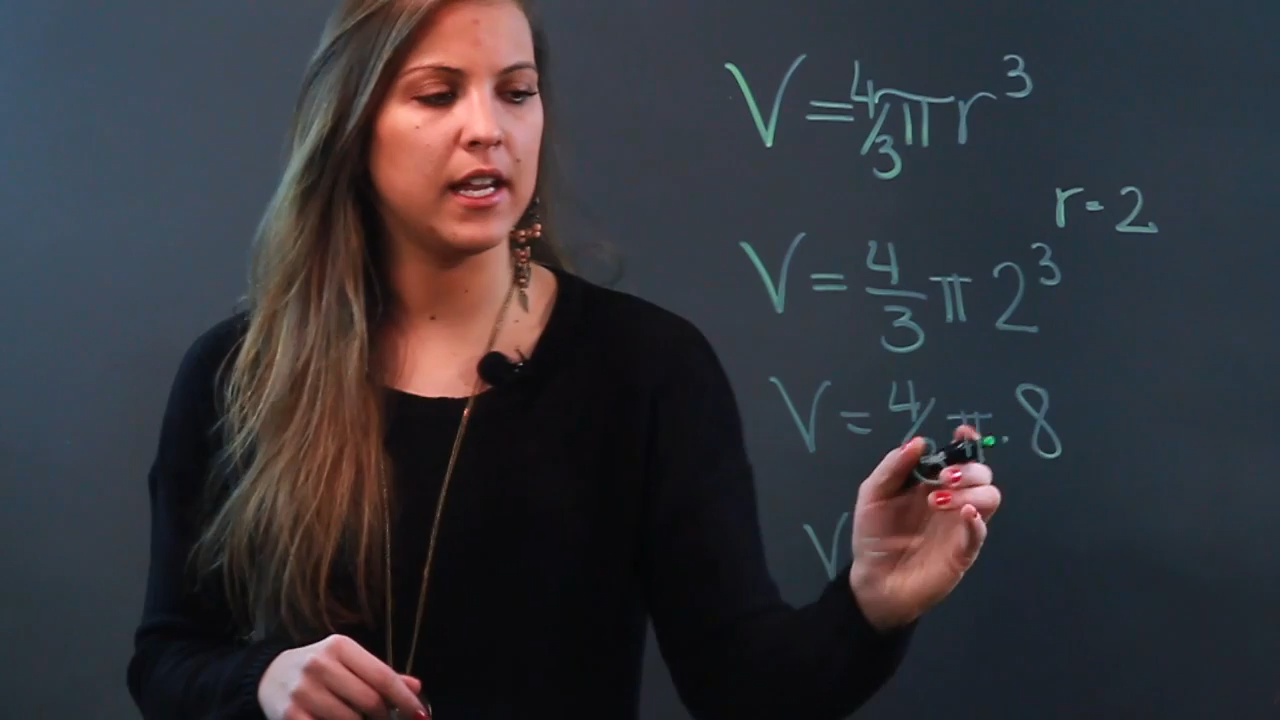 V = 4/3 π r³
r = 2
V = 4/3 π 2³
V = 4/3 π · 8
V =